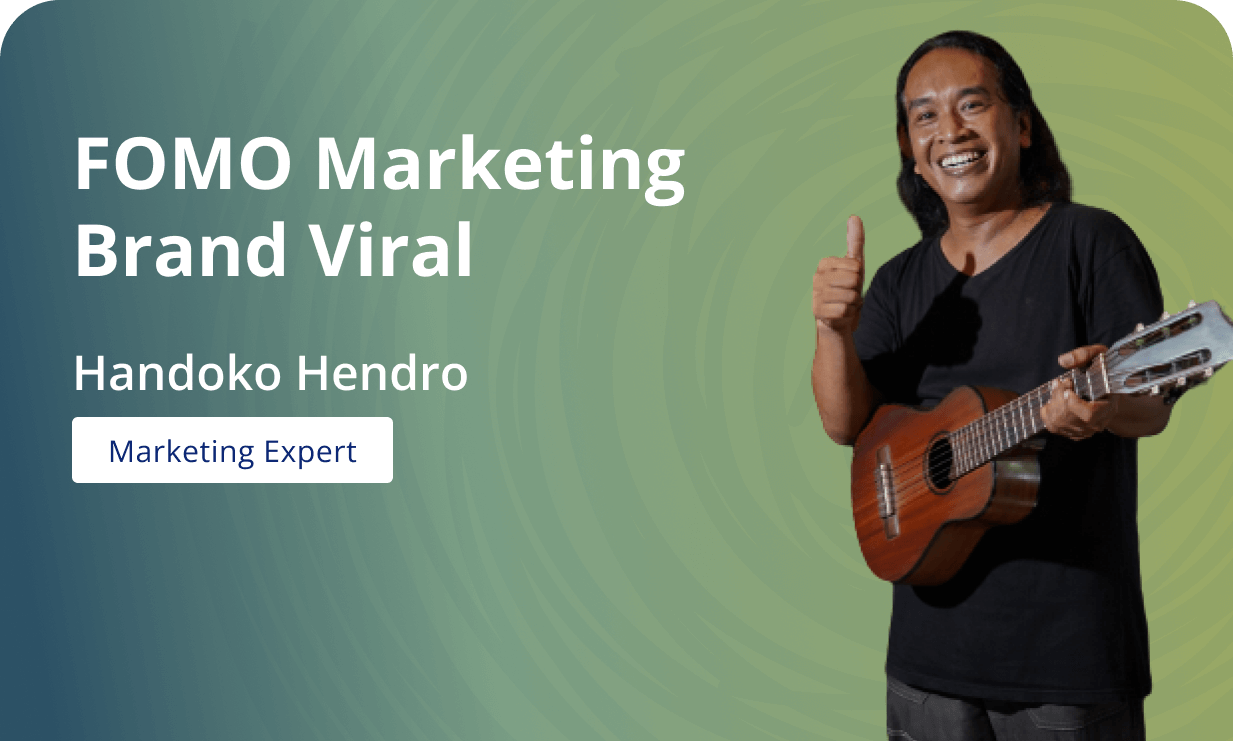 FOMO Marketing
Brand Viral
Handoko Hendro
Marketing Expert